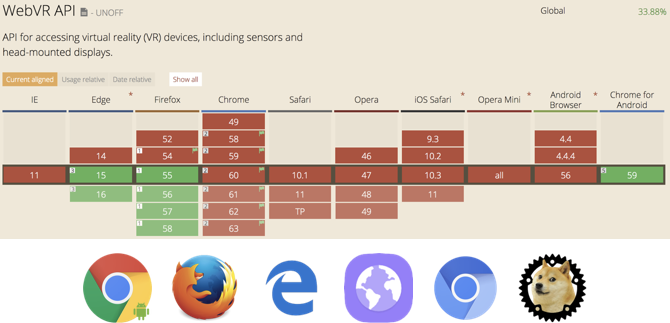 WebVR API - UNOFF
Global 33.88%
API for accessing virtual reality (VR) devices, including sensors and
head-mounted displays.
Current aligned Usage relative Date relative Show all
IE Edge * Firefox Chrome Safari Opera iOS Safari * Opera Mini * Android Browser * Chrome for Android
49
52 2 58 9.3 4.4
14 1 54 2 59 46 10.2 4.4.4
11 3 15 1 55 2 60 10.1 47 10.3 all 56 5 59
3 16 1 56 2 61 11 48 11
1 57 2 62 TP 49
1 58 2 63